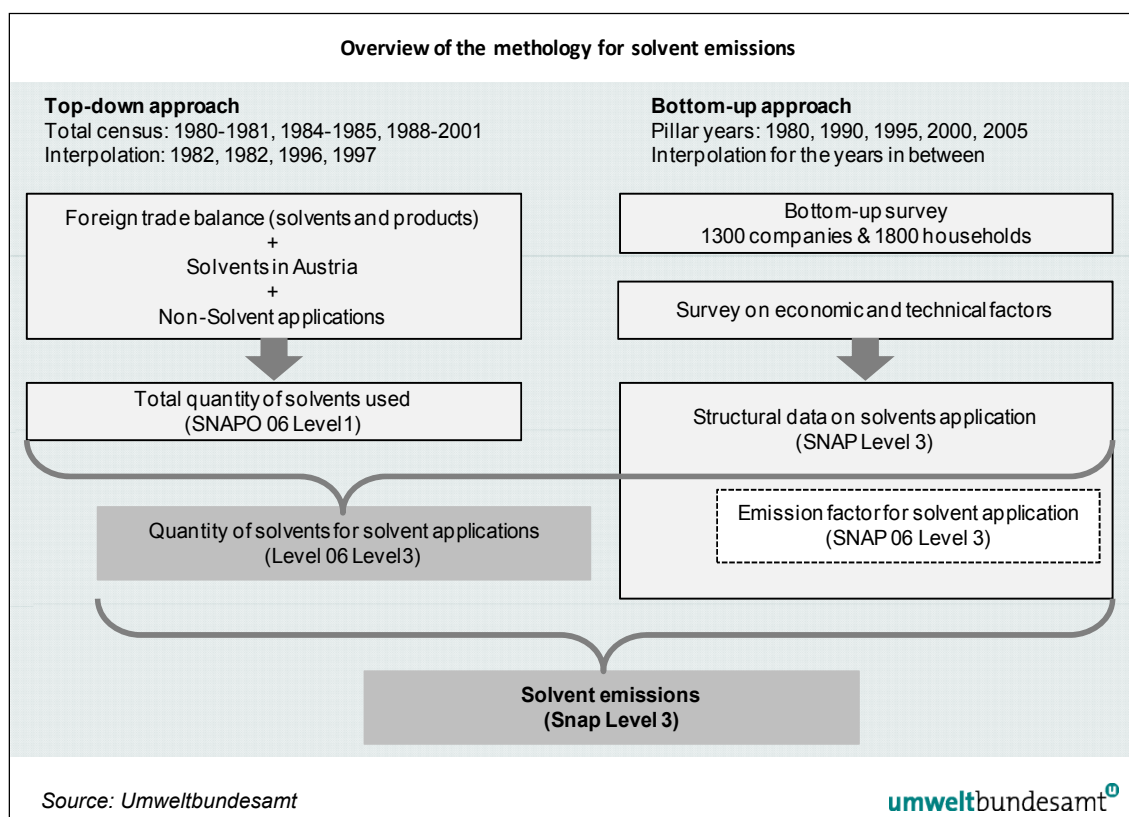 Overview of the methology for solvent emissions
Top-down approach
Total census: 1980-1981, 1984-1985, 1988-2001
Interpolation: 1982, 1982, 1996, 1997
Bottom-up approach
Pillar years: 1980, 1990, 1995, 2000, 2005
Interpolation for the years in between
Foreign trade balance (solvents and products)
+
Solvents in Austria
+
Non-Solvent applications
Bottom-up survey
1300 companies & 1800 households
Survey on economic and technical factors
Total quantity of solvents used
(SNAPO 06 Level 1)
Structural data on solvents application
(SNAP Level 3)
Emission factor for solvent application
(SNAP 06 Level 3)
Quantity of solvents for solvent applications
(Level 06 Level 3)
Solvent emissions
(Snap Level 3)
Source: Umweltbundesamt
umweltbundesamt
u